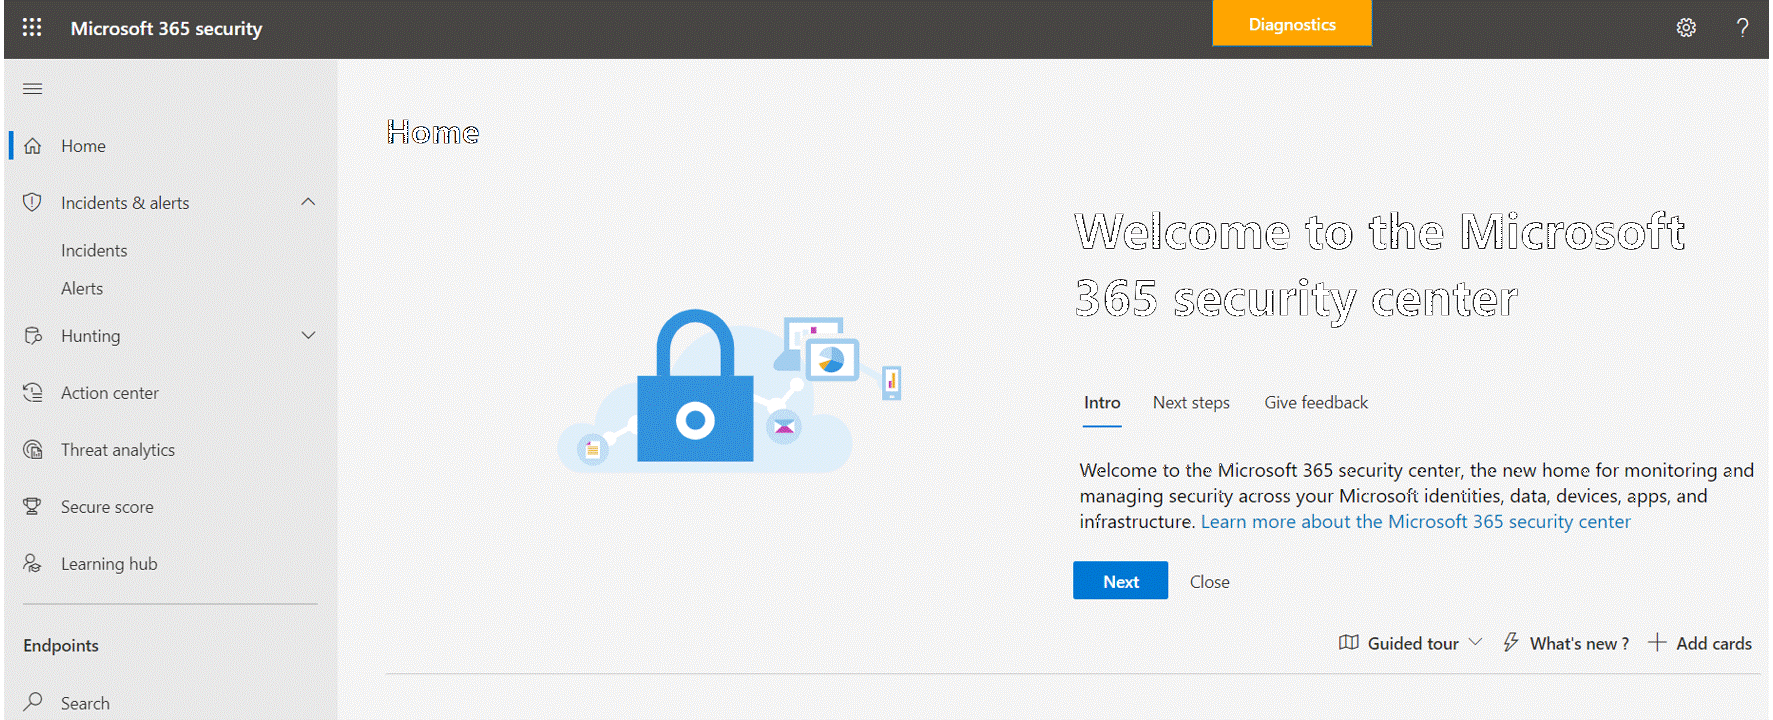 Microsoft 365 security
Diagnostics
?
Home
Incidents & alerts
Incidents
Alerts
Hunting
Action center
Threat analytics
Secure score
Learning hub
Endpoints
Search
Home
Welcome to the Microsoft
365 security center
Intro Next steps Give feedback
Welcome to the Microsoft 365 security center, the new home for monitoring and
managing security across your Microsoft identities, data, devices, apps, and
infrastructure. Learn more about the Microsoft 365 security center
Next Close
Guided tour What's new ? Add cards